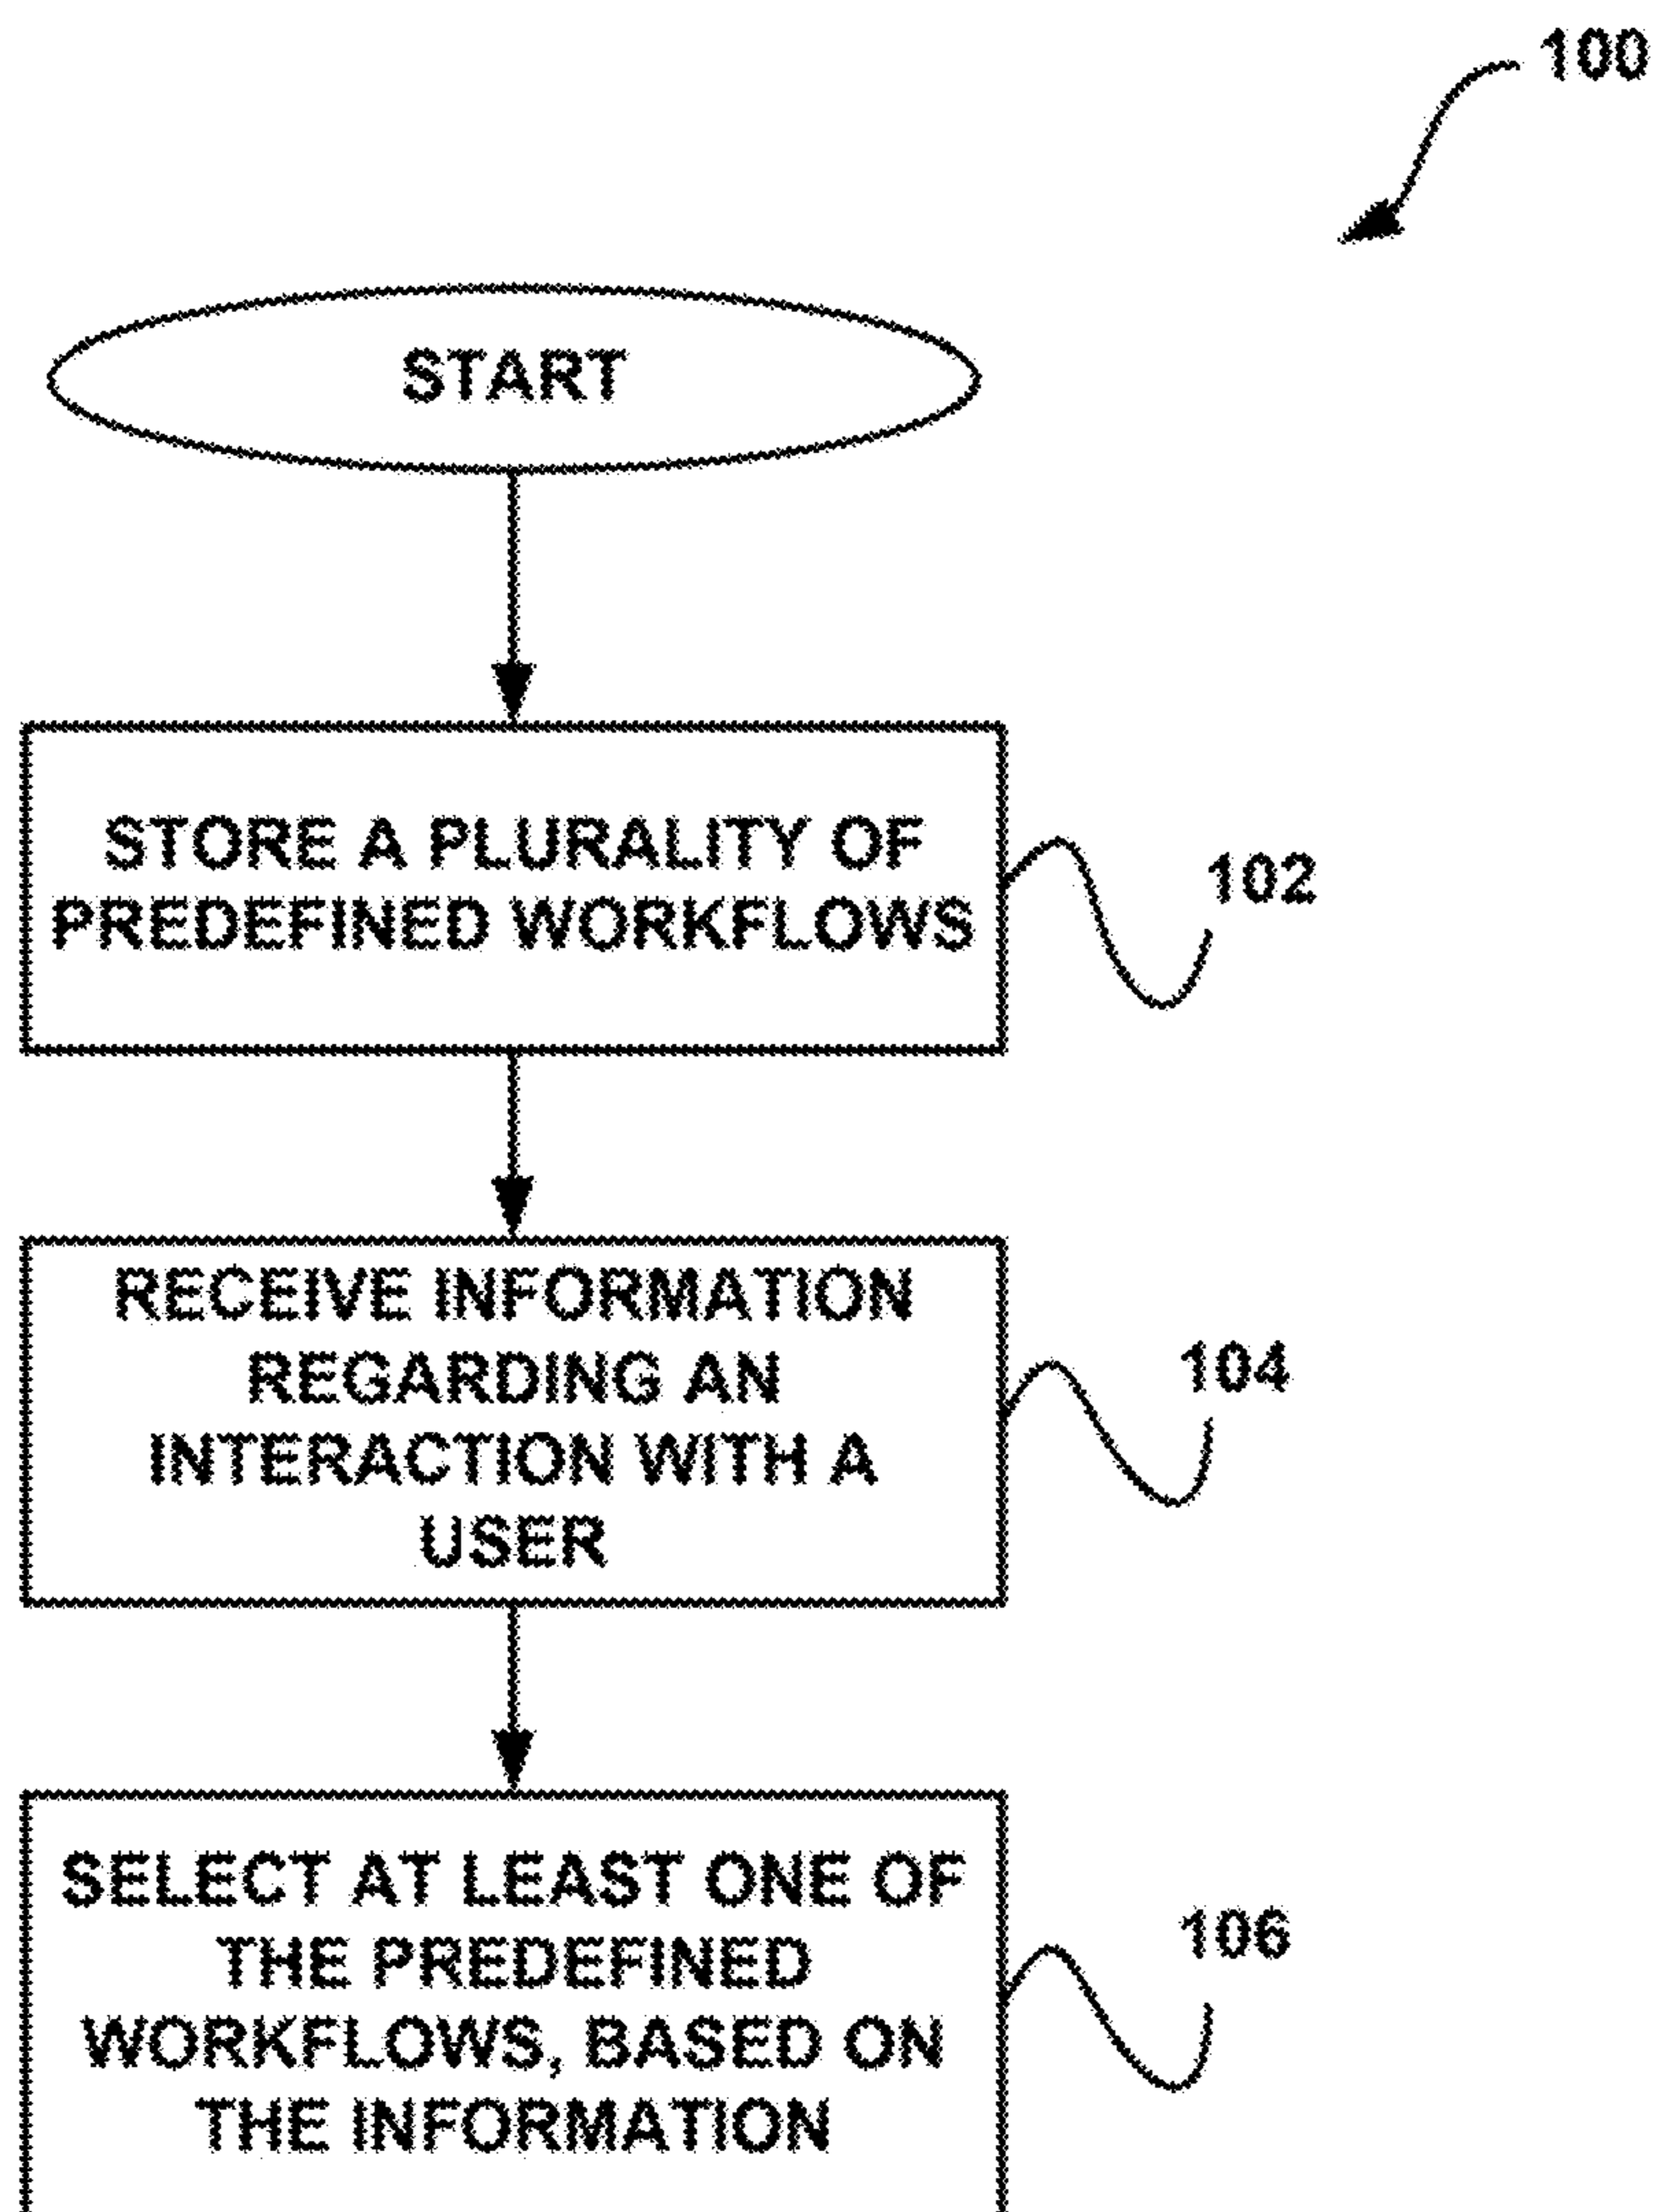 100
START
STORE A PLURALITY OF
PREDEFINED WORKFLOWS
102
RECEIVE INFORMATION
REGARDING AN
INTERACTION WITH A
USER
104
SELECT AT LEAST ONE OF
THE PREDEFINED
WORKFLOWS, BASED ON
THE INFORMATION
106